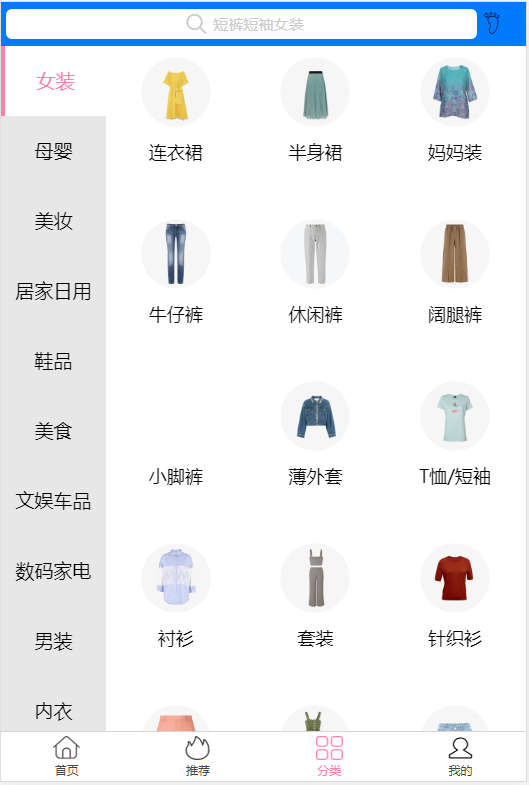 短裤短袖女装
女装
母婴
美妆
居家日用
鞋品
美食
文娱车品
数码家电
男装
内衣
连衣裙 半身裙 妈妈装
牛仔裤 休闲裤 阔腿裤
小脚裤 薄外套 T恤/短袖
衬衫 套装 针织衫
首页 推荐 分类 我的